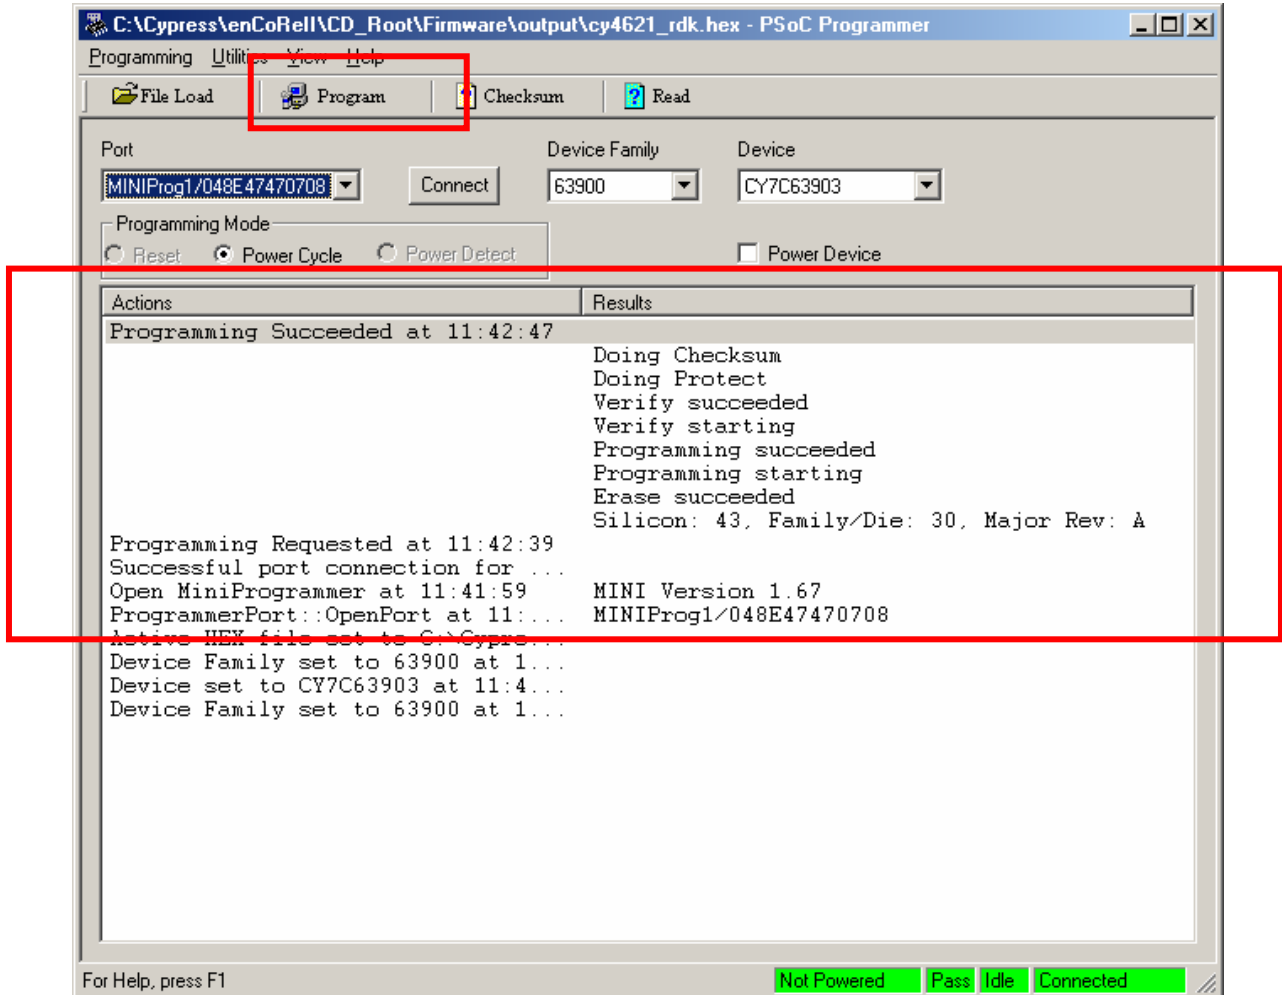 C:\Cypress\enCoReII\CD_Root\Firmware\output\cy4621_rdk.hex - PSoC Programmer
Programming Utilities View Help
File Load Program Checksum Read
Port Device Family Device
MINIProg1/048E47470708 Connect 63900 CY7C63903
Programming Mode
Reset Power Cycle Power Detect Power Device
Actions Results
Programming Succeeded at 11:42:47
Doing Checksum
Doing Protect
Verify succeeded
Verify starting
Programming succeeded
Programming starting
Erase succeeded
Silicon: 43, Family/Die: 30, Major Rev: A
Programming Requested at 11:42:39
Successful port connection for ...
Open MiniProgrammer at 11:41:59 MINI Version 1.67
ProgrammerPort::OpenPort at 11:... MINIProg1/048E47470708
Active HEX file set to C:\Cypre...
Device Family set to 63900 at 1...
Device set to CY7C63903 at 11:4...
Device Family set to 63900 at 1...
For Help, press F1 Not Powered Pass Idle Connected